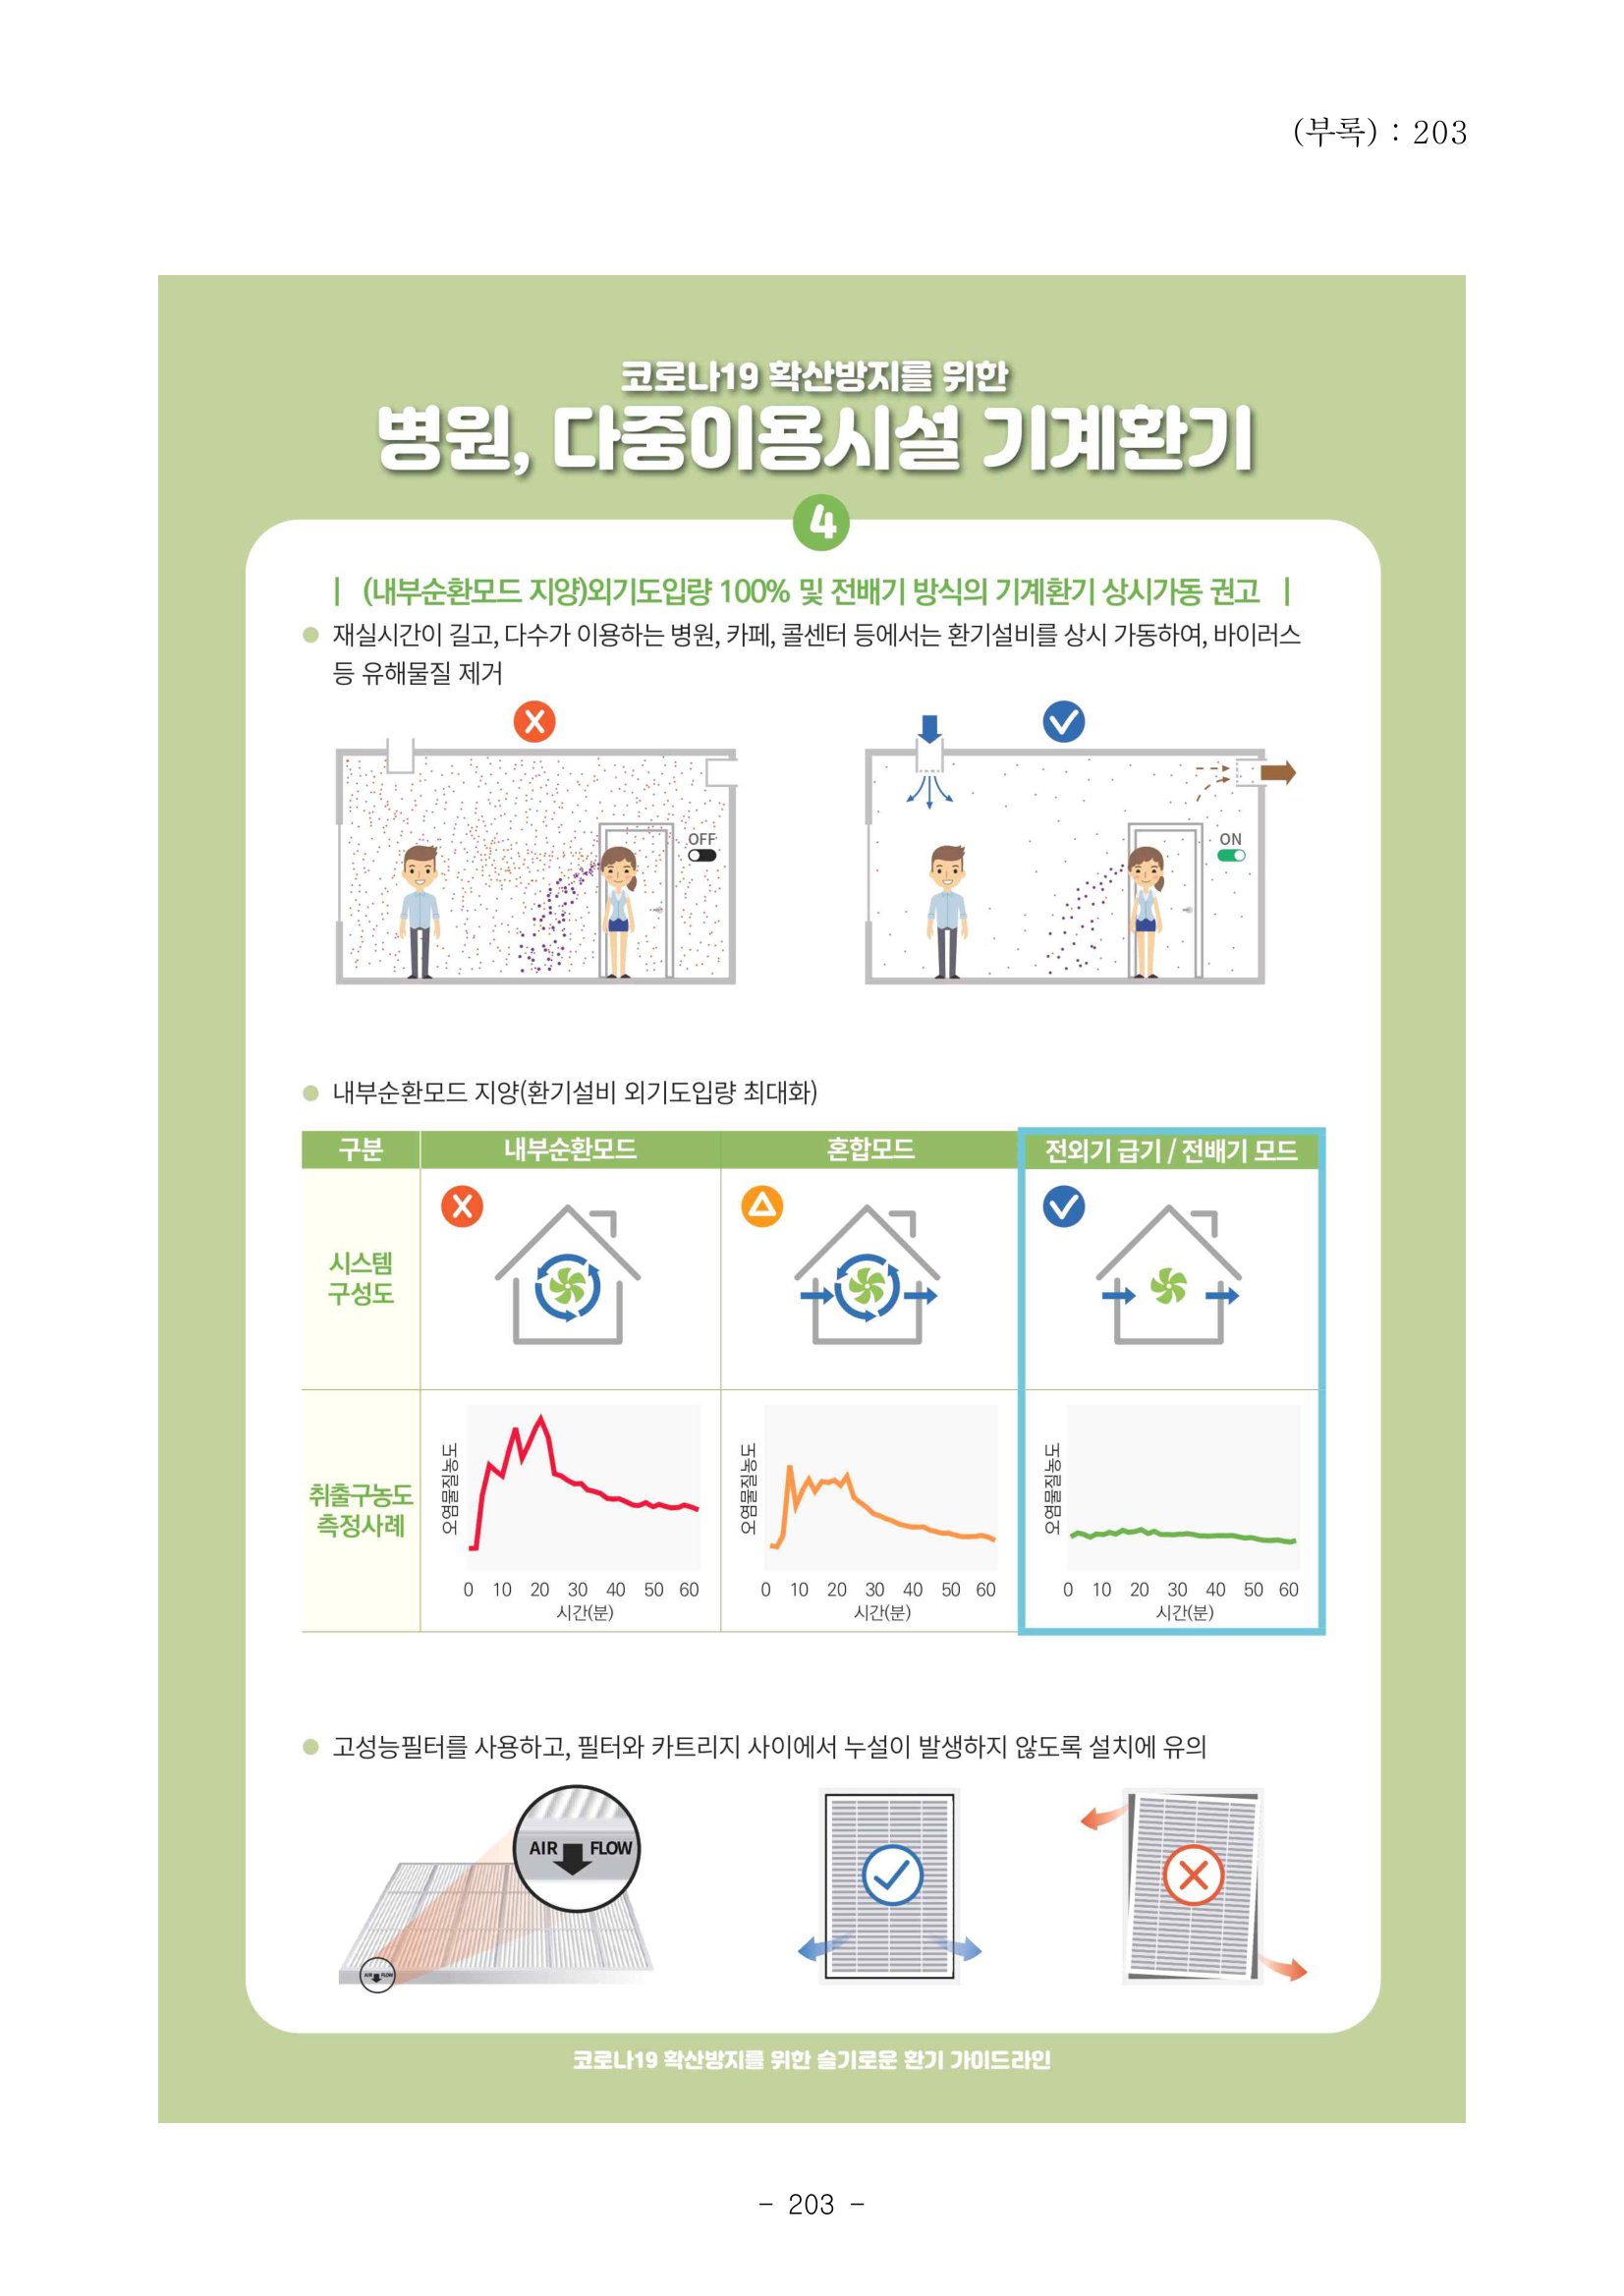 (부록) : 203
코로나19 확산방지를 위한
병원, 다중이용시설 기계환기
4
| (내부순환모드 지양)외기도입량 100% 및 전배기 방식의 기계환기 상시가동 권고 |
재실시간이 길고, 다수가 이용하는 병원, 카페, 콜센터 등에서는 환기설비를 상시 가동하여, 바이러스
등 유해물질 제거
OFF
ON
내부순환모드 지양(환기설비 외기도입량 최대화)
구분 내부순환모드 혼합모드 전외기 급기 / 전배기 모드
시스템
구성도
취출구농도
측정사례
오염물질농도
0 10 20 30 40 50 60
시간(분)
오염물질농도
0 10 20 30 40 50 60
시간(분)
오염물질농도
0 10 20 30 40 50 60
시간(분)
고성능필터를 사용하고, 필터와 카트리지 사이에서 누설이 발생하지 않도록 설치에 유의
AIR FLOW
AIR FLOW
코로나19 확산방지를 위한 슬기로운 환기 가이드라인
- 203 -